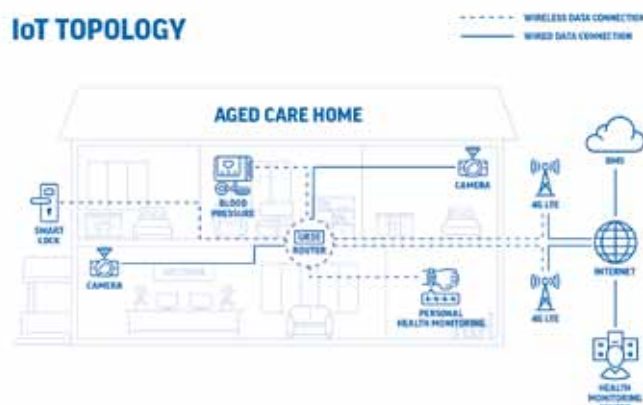 IoT TOPOLOGY
WIRELESS DATA CONNECTION
WIRED DATA CONNECTION
AGED CARE HOME
SMART
LOCK
BLOOD
PRESSURE
CAMERA
CAMERA
ROUTER
PERSONAL
HEALTH MONITORING
4G LTE
4G LTE
BMS
INTERNET
HEALTH
MONITORING